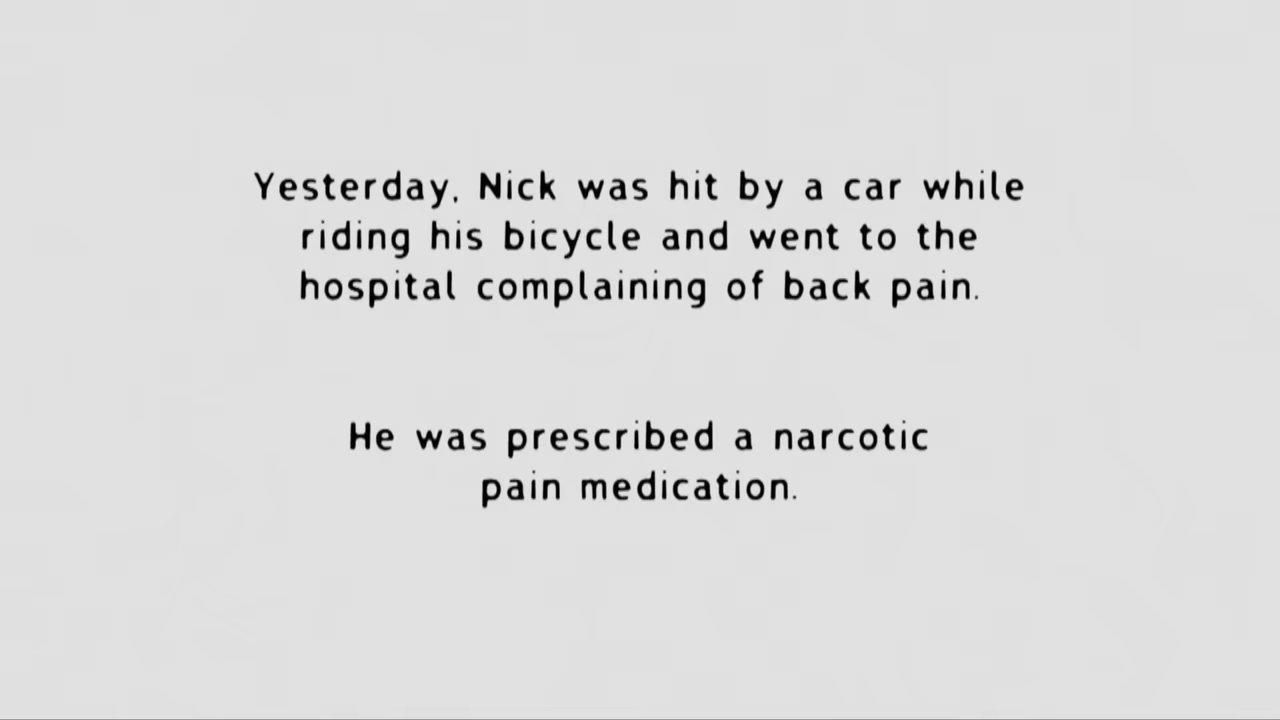 Yesterday, Nick was hit by a car while
riding his bicycle and went to the
hospital complaining of back pain.
He was prescribed a narcotic
pain medication.